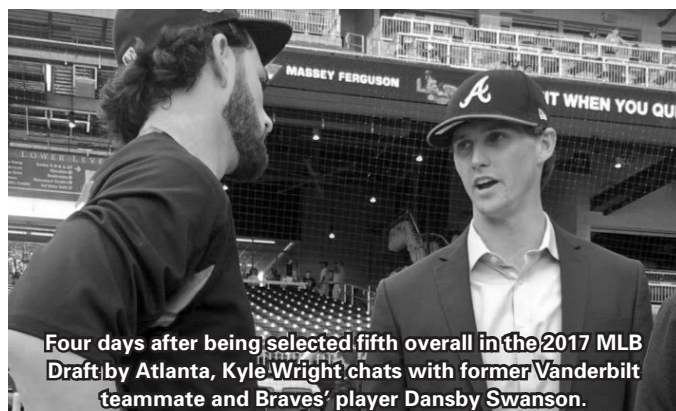 MASSEY FERGUSON
IT WHEN YOU QU
A
LOWER LEVEL
Four days after being selected fifth overall in the 2017 MLB
Draft by Atlanta, Kyle Wright chats with former Vanderbilt
teammate and Braves' player Dansby Swanson.